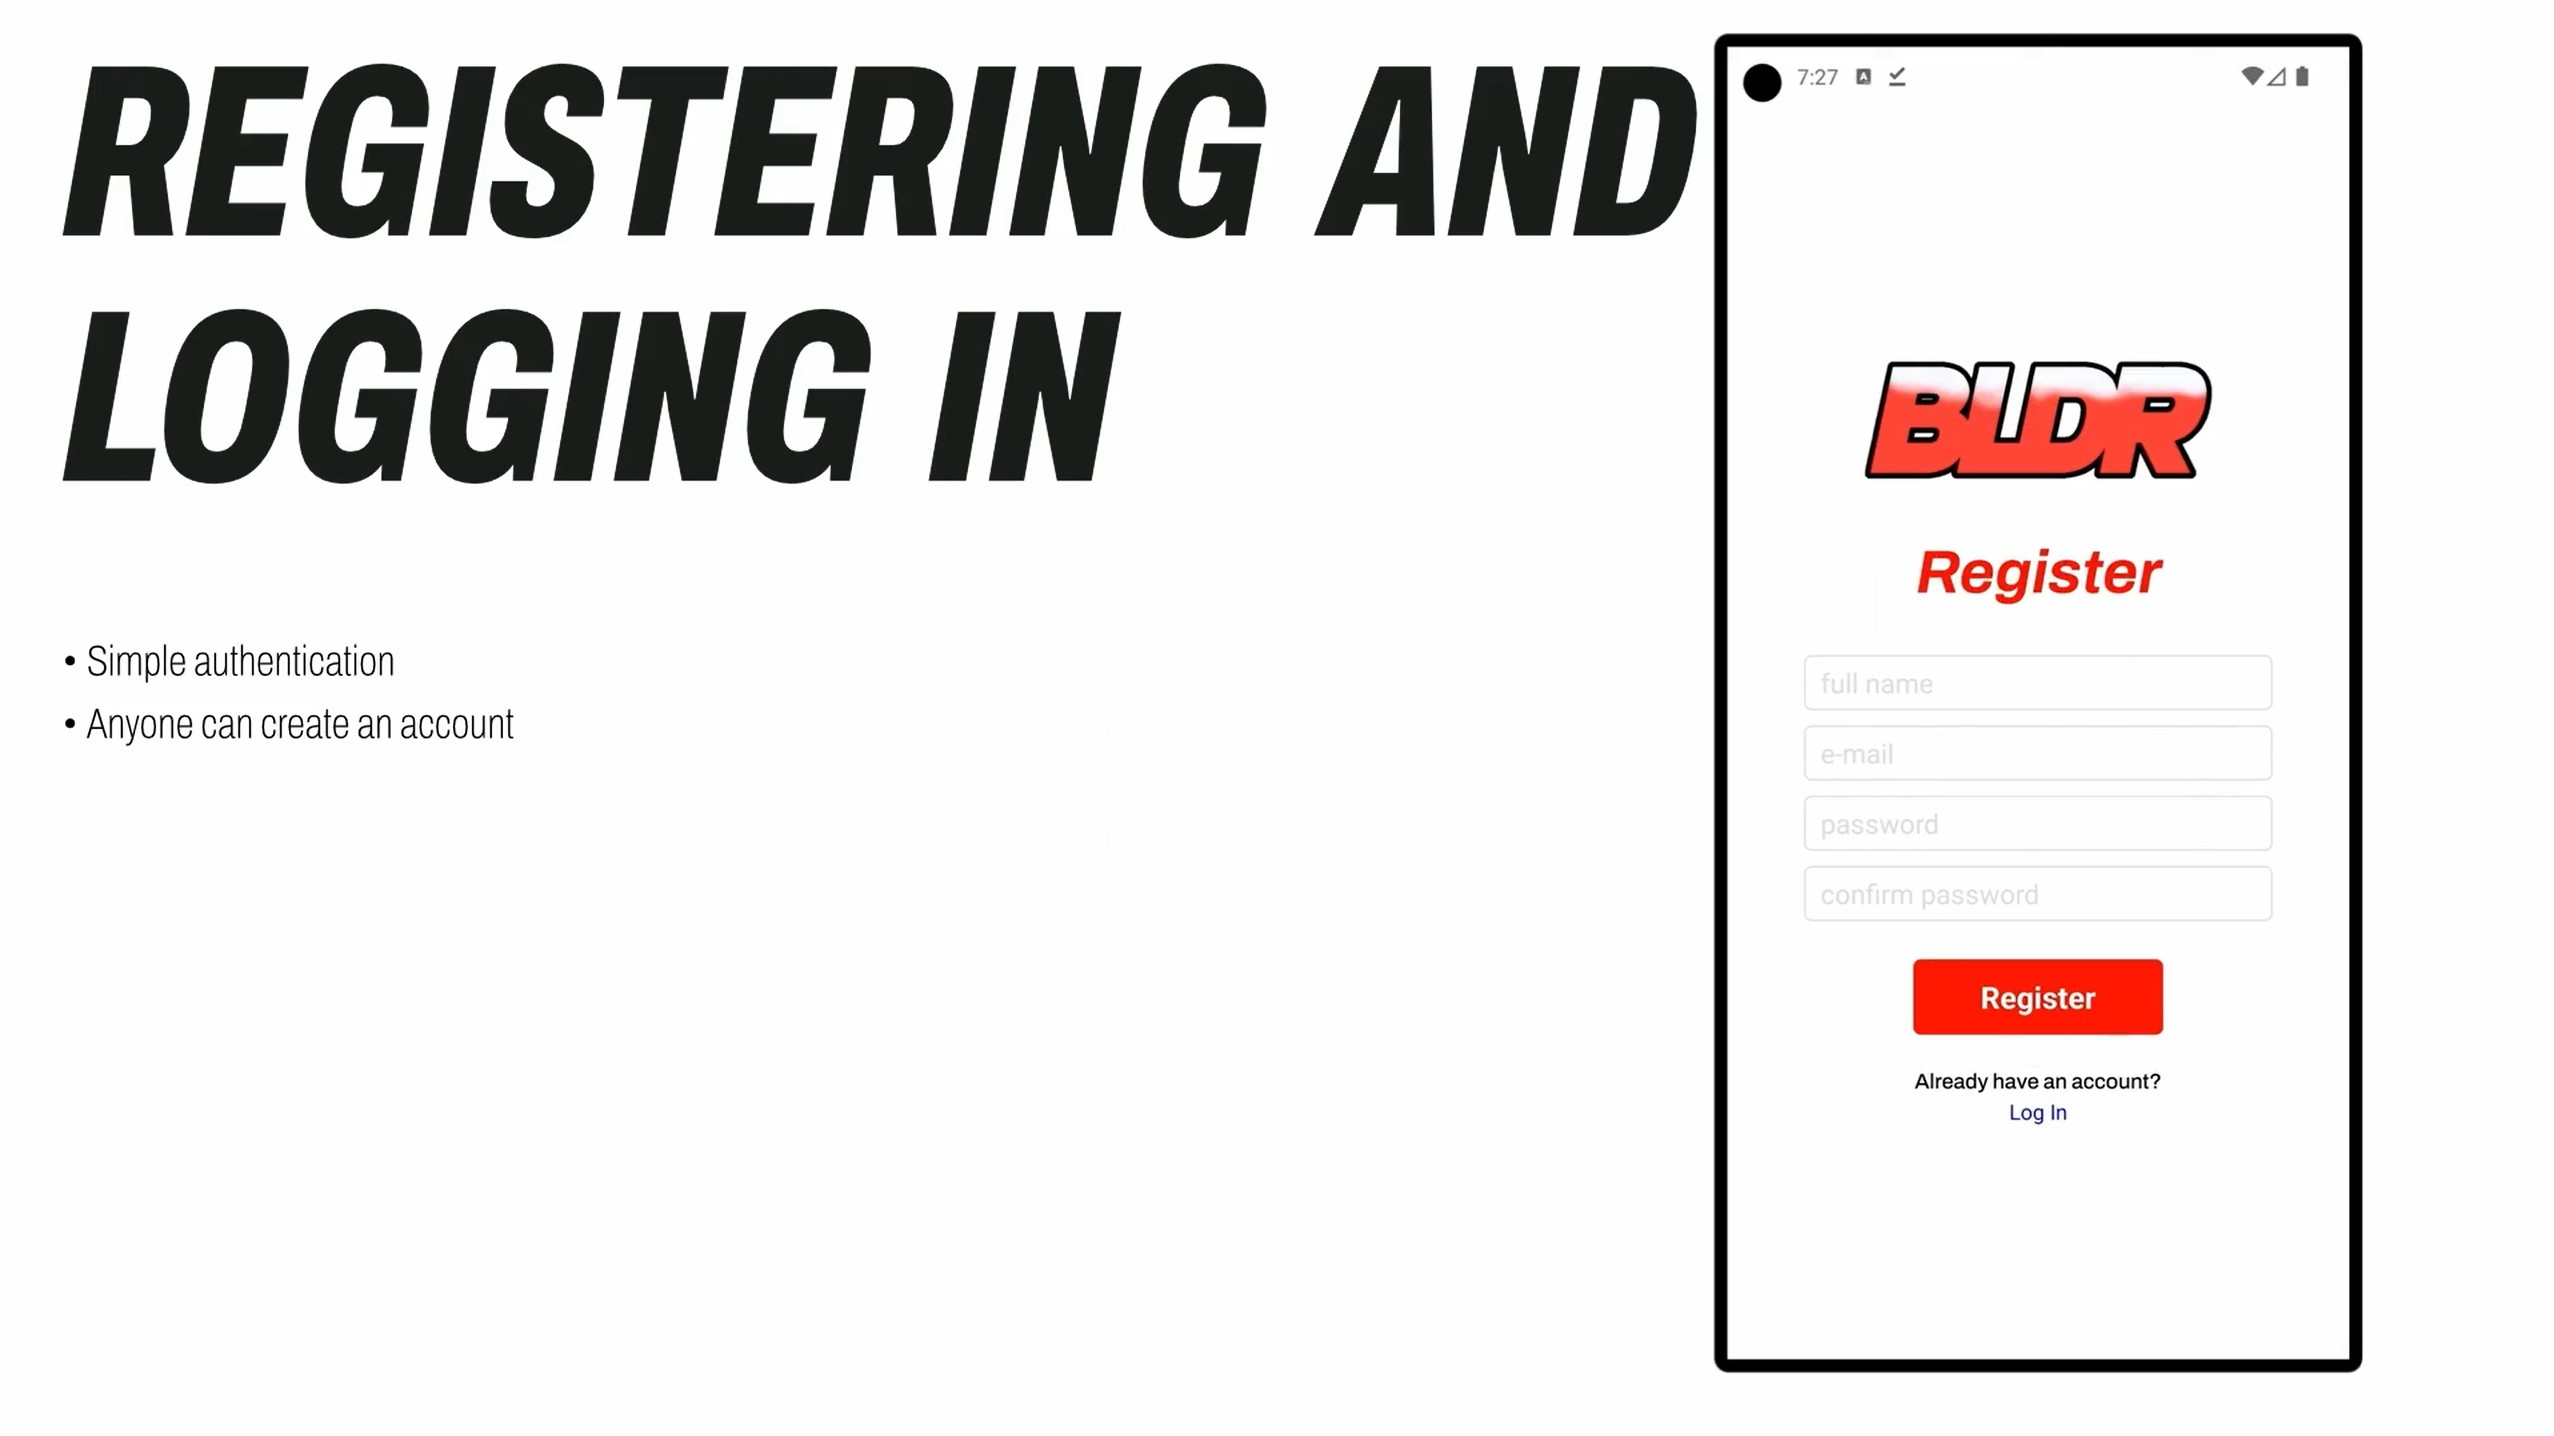 REGISTERING AND
LOGGING IN
• Simple authentication
• Anyone can create an account
7:27
BLDR
Register
full name
e-mail
password
confirm password
Register
Already have an account?
Log In